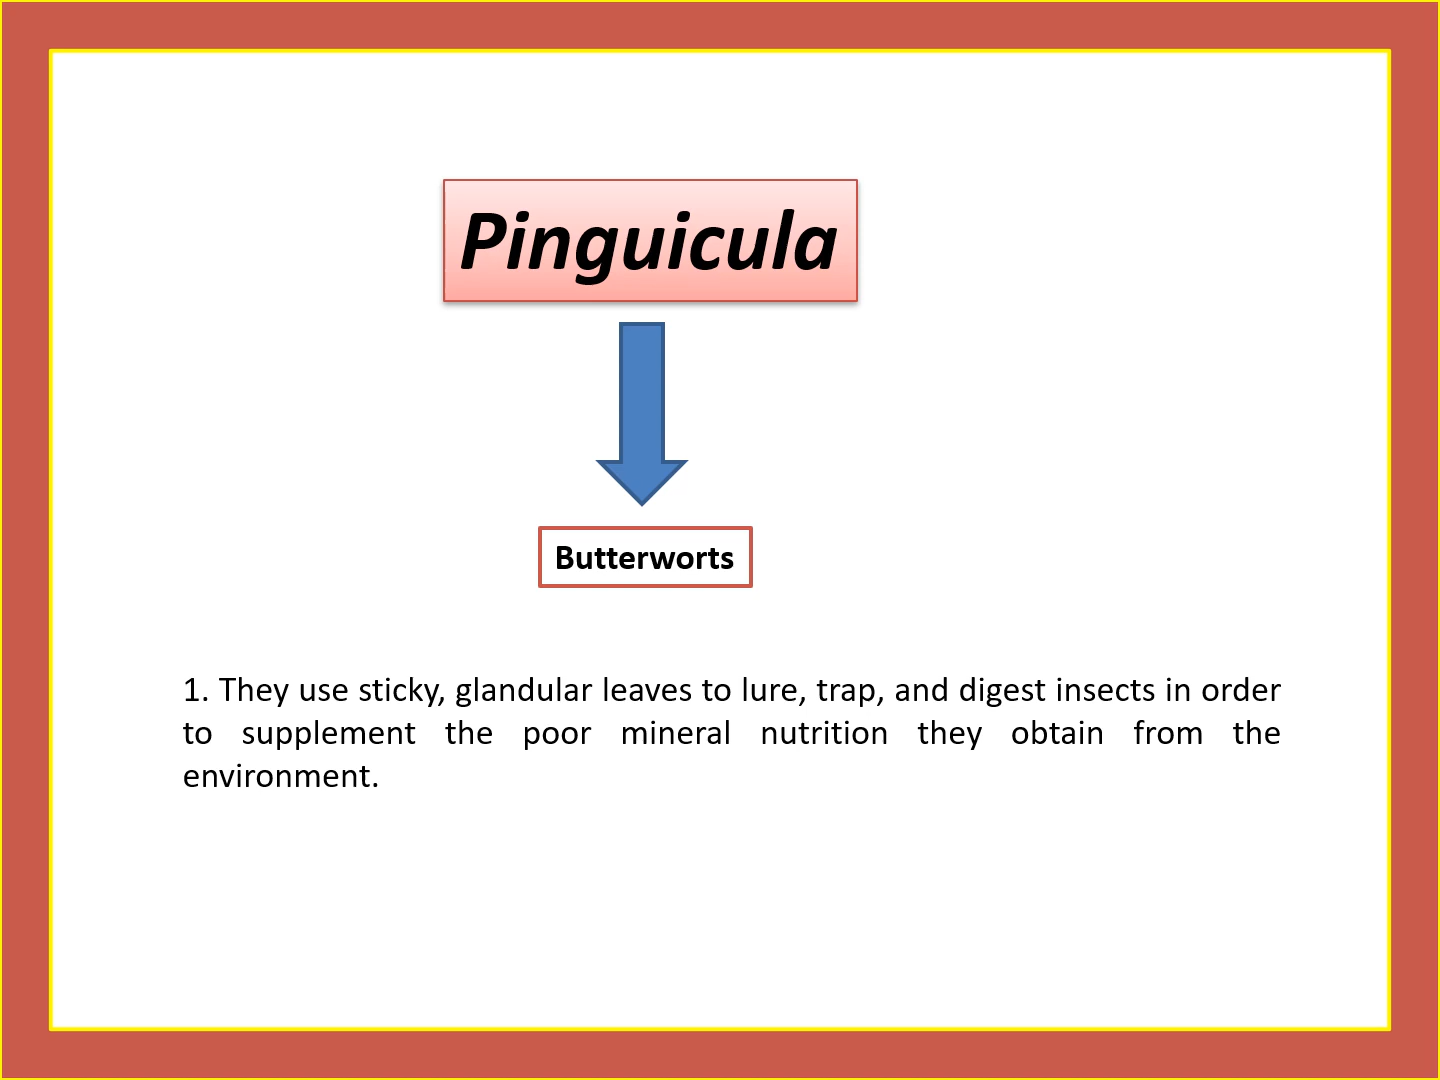 Pinguicula
Butterworts
1. They use sticky, glandular leaves to lure, trap, and digest insects in order
to supplement the poor mineral nutrition they obtain from the
environment.